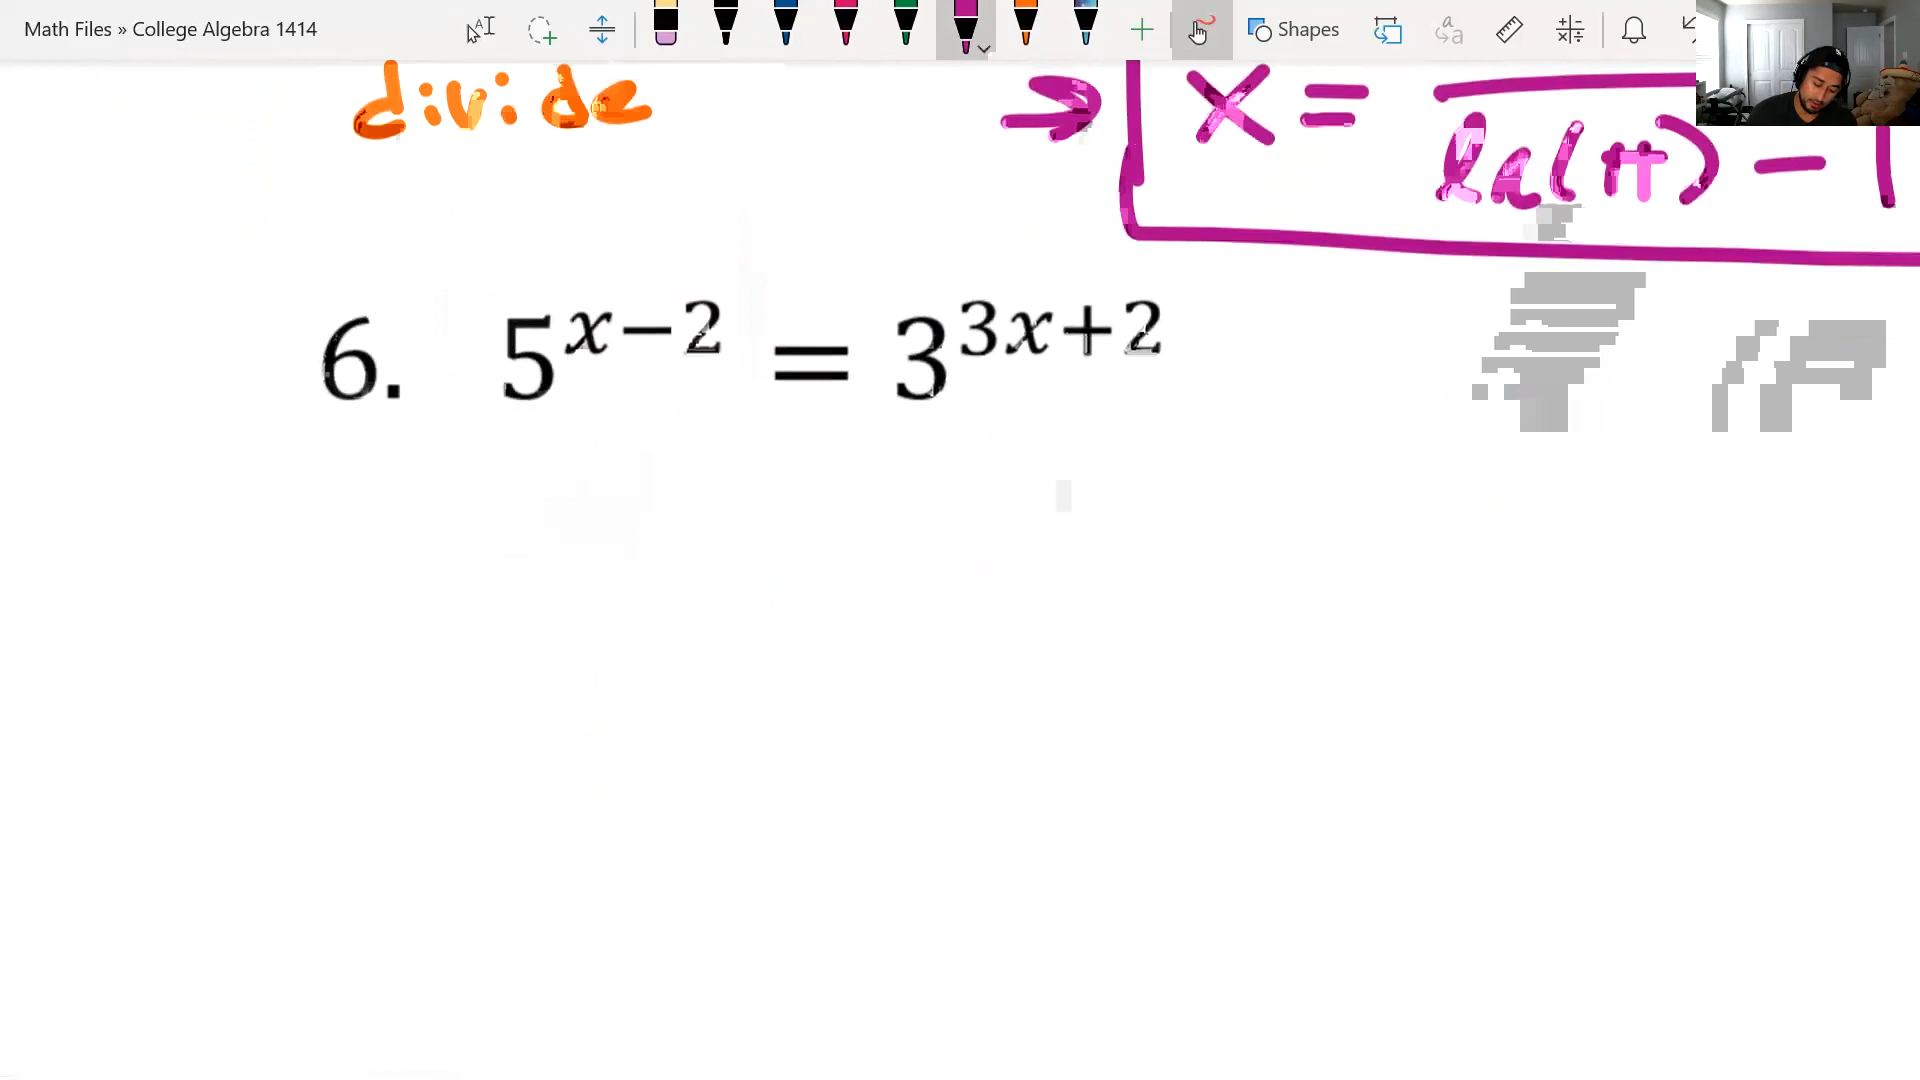 Math Files » College Algebra 1414
Shapes
divide
→ x =
ln(π) - 1
6. 5^{x-2} = 3^{3x+2}